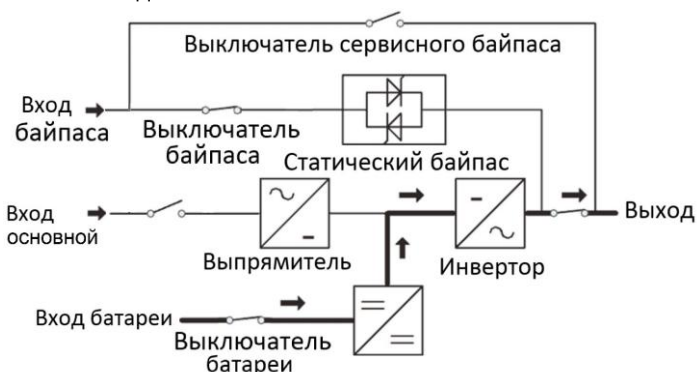 Выключатель сервисного байпаса
Вход
байпаса
Выключатель
байпаса
Статический байпас
Вход
основной
Выпрямитель
Инвертор
Выход
Вход батареи
Выключатель
батареи